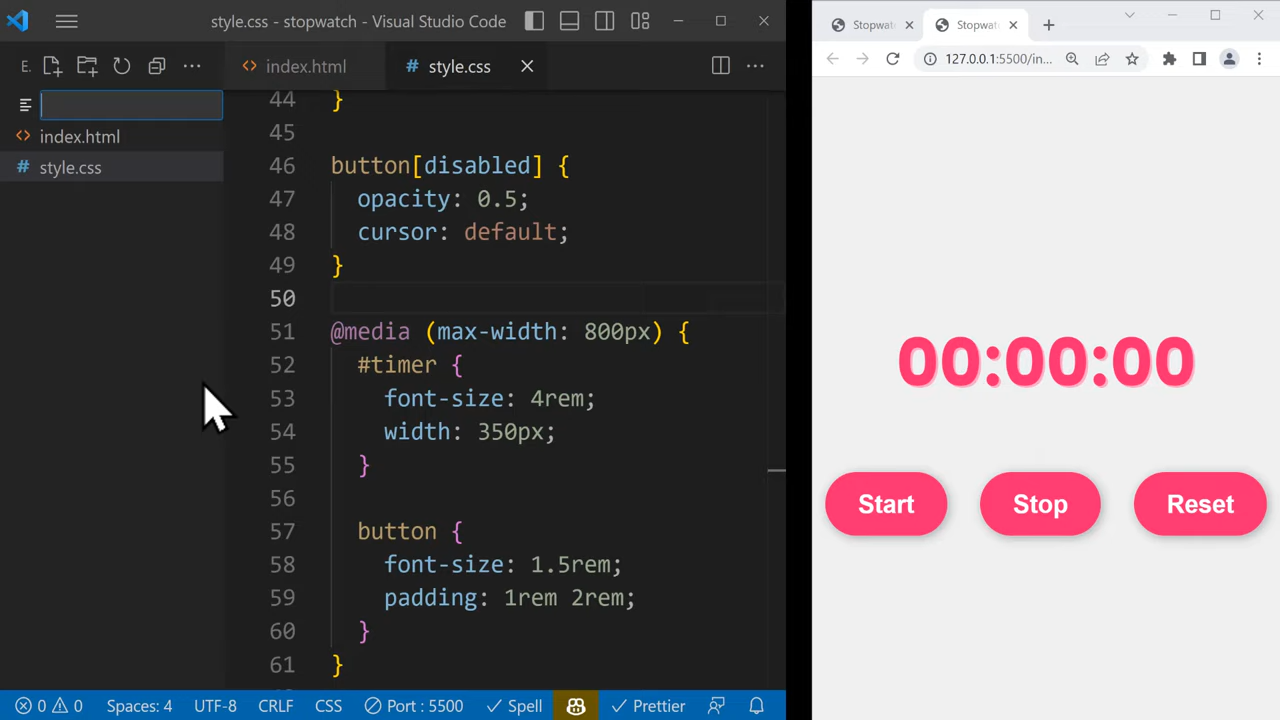 style.css - stopwatch - Visual Studio Code
E.
index.html
style.css
index.html
style.css
44 }
45
46 button[disabled] {
47 opacity: 0.5;
48 cursor: default;
49 }
50
51 @media (max-width: 800px) {
52 #timer {
53 font-size: 4rem;
54 width: 350px;
55 }
56
57 button {
58 font-size: 1.5rem;
59 padding: 1rem 2rem;
60 }
61 }
0 0 Spaces: 4 UTF-8 CRLF CSS Port : 5500 Spell Prettier
Stopwatc Stopwatc
127.0.0.1:5500/in...
00:00:00
Start Stop Reset